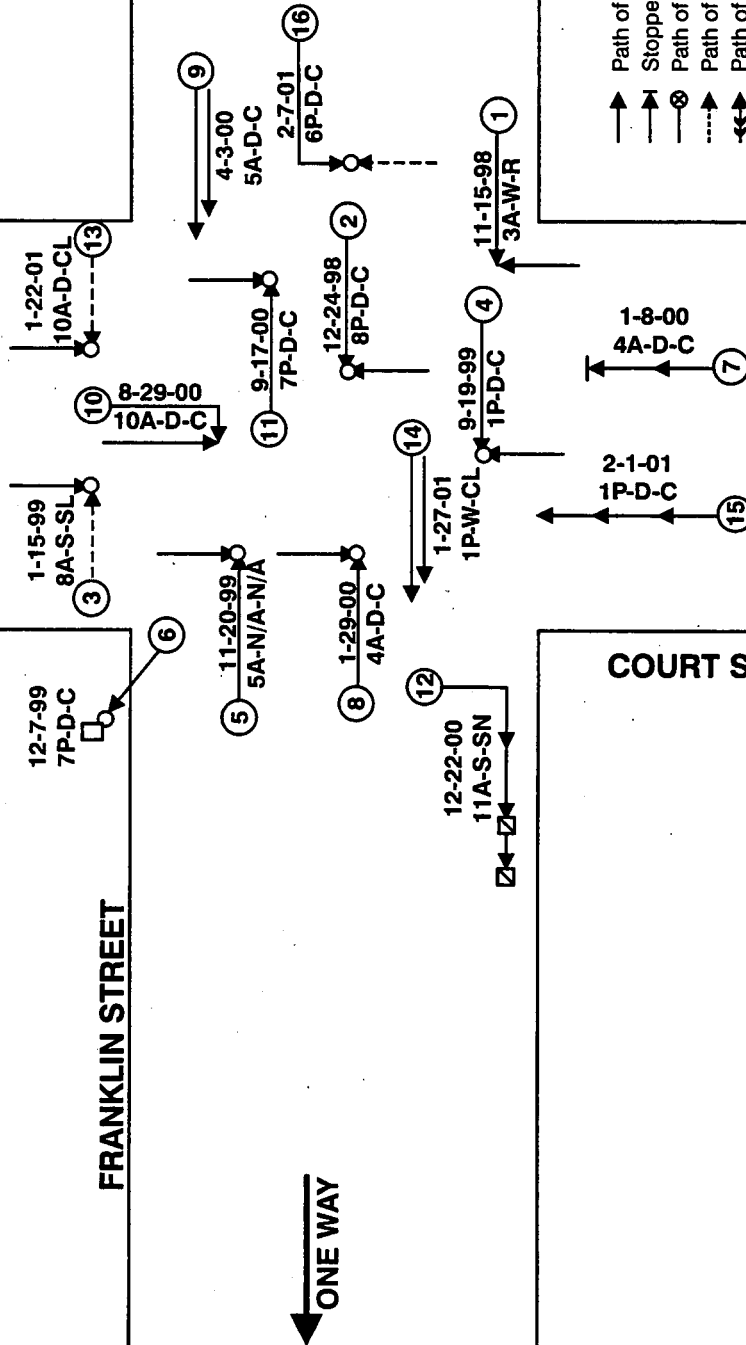 16
2-7-01
6P-D-C
9
4-3-00
5A-D-C
1
11-15-98
3A-W-R
Path of
Stoppe
Path of
Path of
Path of
1-22-01
10A-D-CL
13
2
12-24-98
8P-D-C
4
9-19-99
1P-D-C
1-8-00
4A-D-C
7
10
8-29-00
10A-D-C
9-17-00
7P-D-C
11
14
1-27-01
1P-W-CL
2-1-01
1P-D-C
15
1-15-99
8A-S-SL
3
11-20-99
5A-N/A-N/A
5
1-29-00
4A-D-C
8
6
12-7-99
7P-D-C
12
12-22-00
11A-S-SN
COURT S
FRANKLIN STREET
ONE WAY